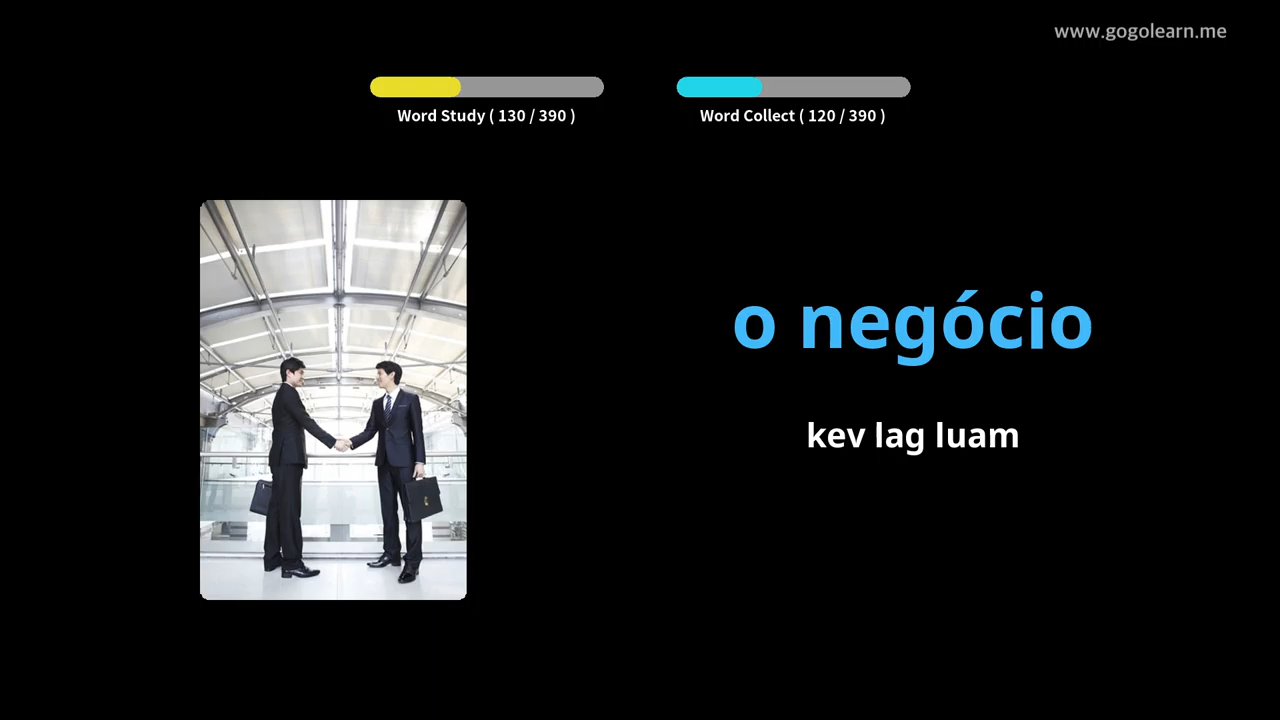 www.gogolearn.me
Word Study ( 130 / 390 )
Word Collect ( 120 / 390 )
o negócio
kev lag luam